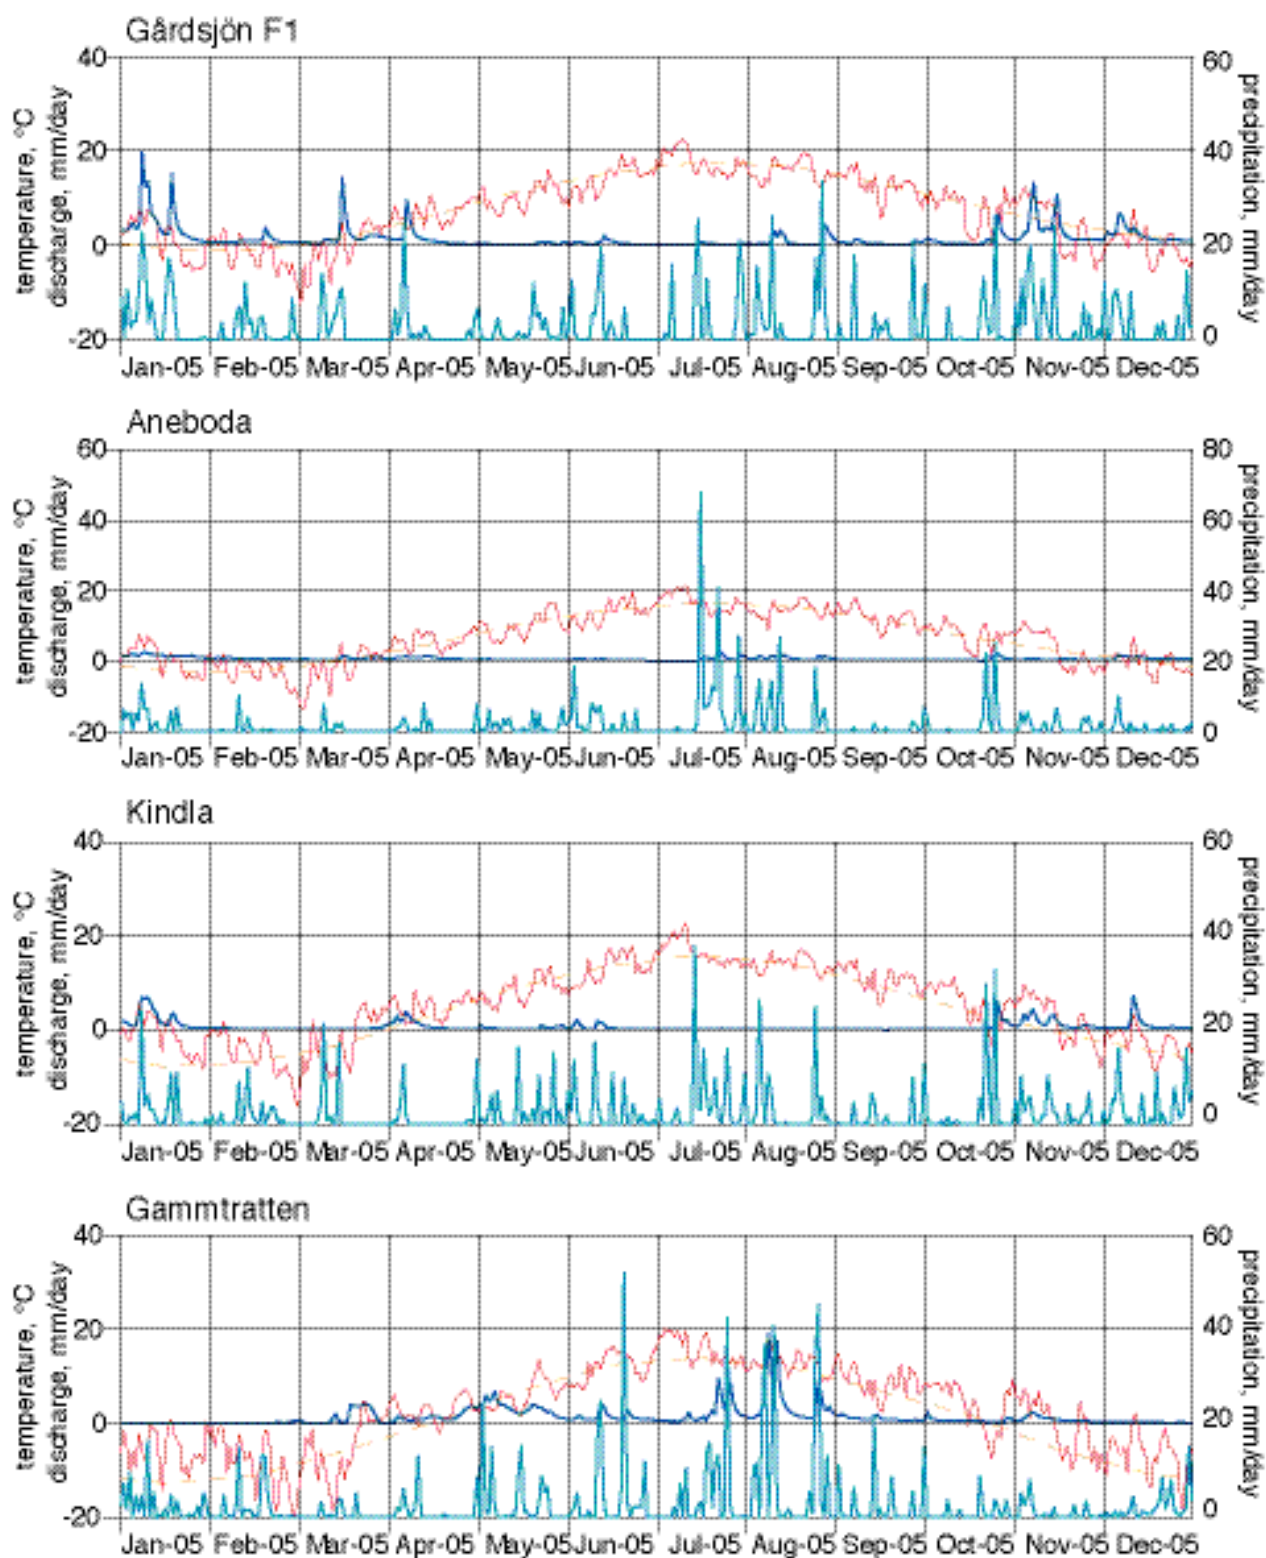 Gårdsjön F1
temperature, °C
discharge, mm/day
40
20
0
-20
60
40
20
0
precipitation, mm/day
Jan-05 Feb-05 Mar-05 Apr-05 May-05 Jun-05 Jul-05 Aug-05 Sep-05 Oct-05 Nov-05 Dec-05
Aneboda
temperature, °C
discharge, mm/day
60
40
20
0
-20
80
60
40
20
0
precipitation, mm/day
Jan-05 Feb-05 Mar-05 Apr-05 May-05 Jun-05 Jul-05 Aug-05 Sep-05 Oct-05 Nov-05 Dec-05
Kindla
temperature, °C
discharge, mm/day
40
20
0
-20
60
40
20
0
precipitation, mm/day
Jan-05 Feb-05 Mar-05 Apr-05 May-05 Jun-05 Jul-05 Aug-05 Sep-05 Oct-05 Nov-05 Dec-05
Gammtratten
temperature, °C
discharge, mm/day
40
20
0
-20
60
40
20
0
precipitation, mm/day
Jan-05 Feb-05 Mar-05 Apr-05 May-05 Jun-05 Jul-05 Aug-05 Sep-05 Oct-05 Nov-05 Dec-05